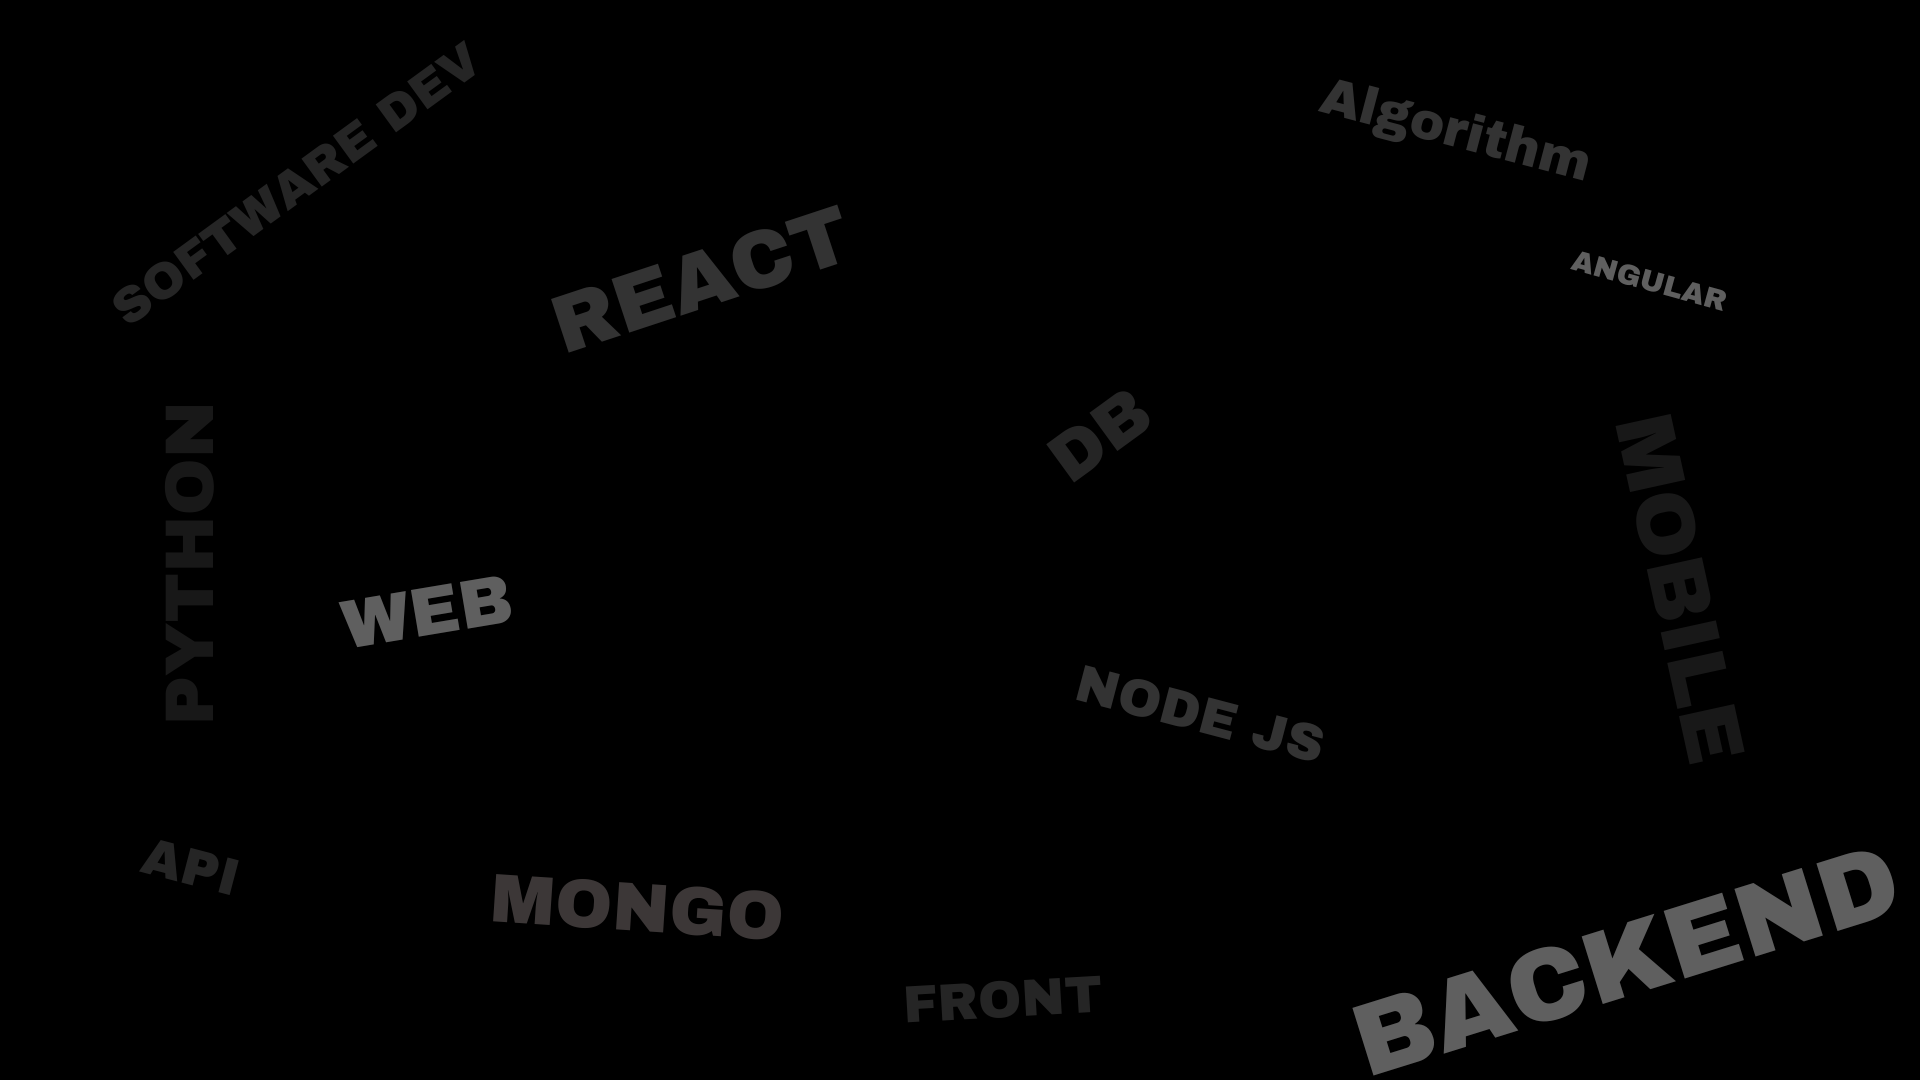 SOFTWARE DEV
Algorithm
REACT
ANGULAR
DB
PYTHON
MOBILE
WEB
NODE JS
API
MONGO
FRONT
BACKEND